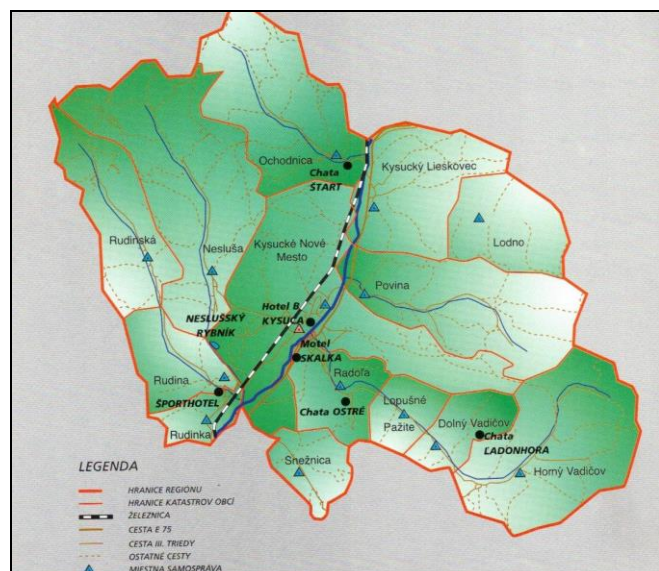 Ochodnica
Chata
ŠTART
Kysucký Lieskovec
Lodno
Rudinská
Nesluša
Kysucké Nové
Mesto
Povina
Hotel B
KYSUCA
NESLUŠSKÝ
RYBNÍK
Motel
SKALKA
Rudina
ŠPORTHOTEL
Radoľa
Chata OSTRÉ
Lopušné
Pažite
Dolný Vadičov
Chata
ĽADONHORA
Rudinka
Snežnica
Horný Vadičov
LEGENDA
HRANICE REGIÓNU
HRANICE KATASTROV OBCÍ
ŽELEZNICA
CESTA E 75
CESTA III. TRIEDY
OSTATNÉ CESTY
MIESTNA SAMOSPRÁVA